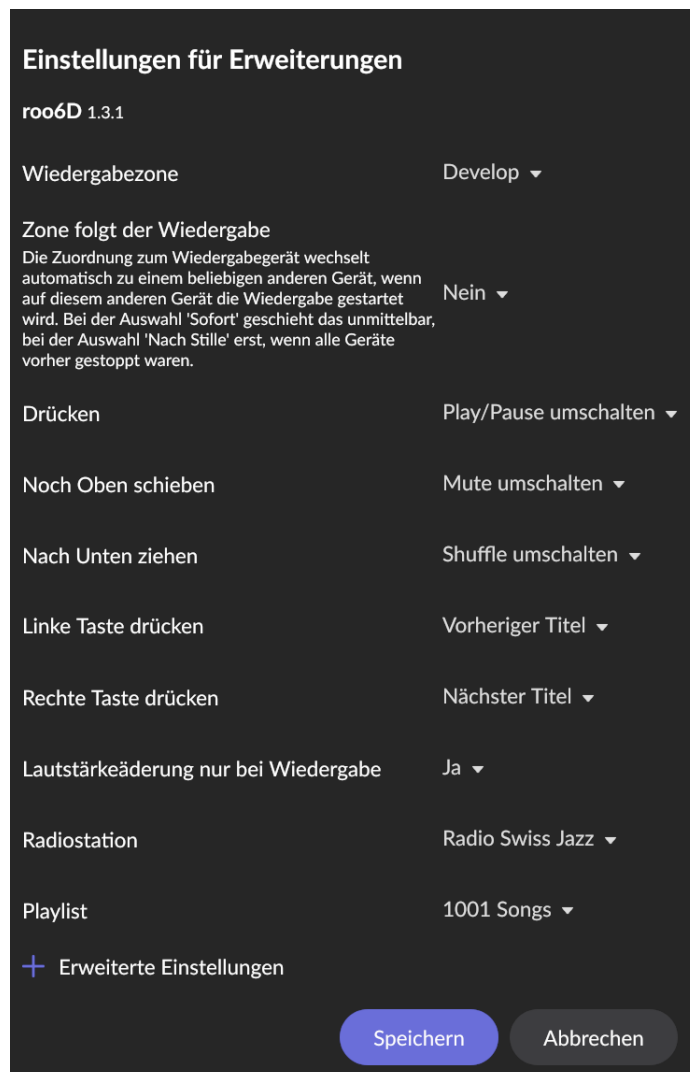 Einstellungen für Erweiterungen
roo6D 1.3.1
Wiedergabezone Develop
Zone folgt der Wiedergabe
Die Zuordnung zum Wiedergabegerät wechselt
automatisch zu einem beliebigen anderen Gerät, wenn
auf diesem anderen Gerät die Wiedergabe gestartet
wird. Bei der Auswahl 'Sofort' geschieht das unmittelbar,
bei der Auswahl 'Nach Stille' erst, wenn alle Geräte
vorher gestoppt waren.
Nein
Drücken Play/Pause umschalten
Noch Oben schieben Mute umschalten
Nach Unten ziehen Shuffle umschalten
Linke Taste drücken Vorheriger Titel
Rechte Taste drücken Nächster Titel
Lautstärkeäderung nur bei Wiedergabe Ja
Radiostation Radio Swiss Jazz
Playlist 1001 Songs
+ Erweiterte Einstellungen
Speichern Abbrechen